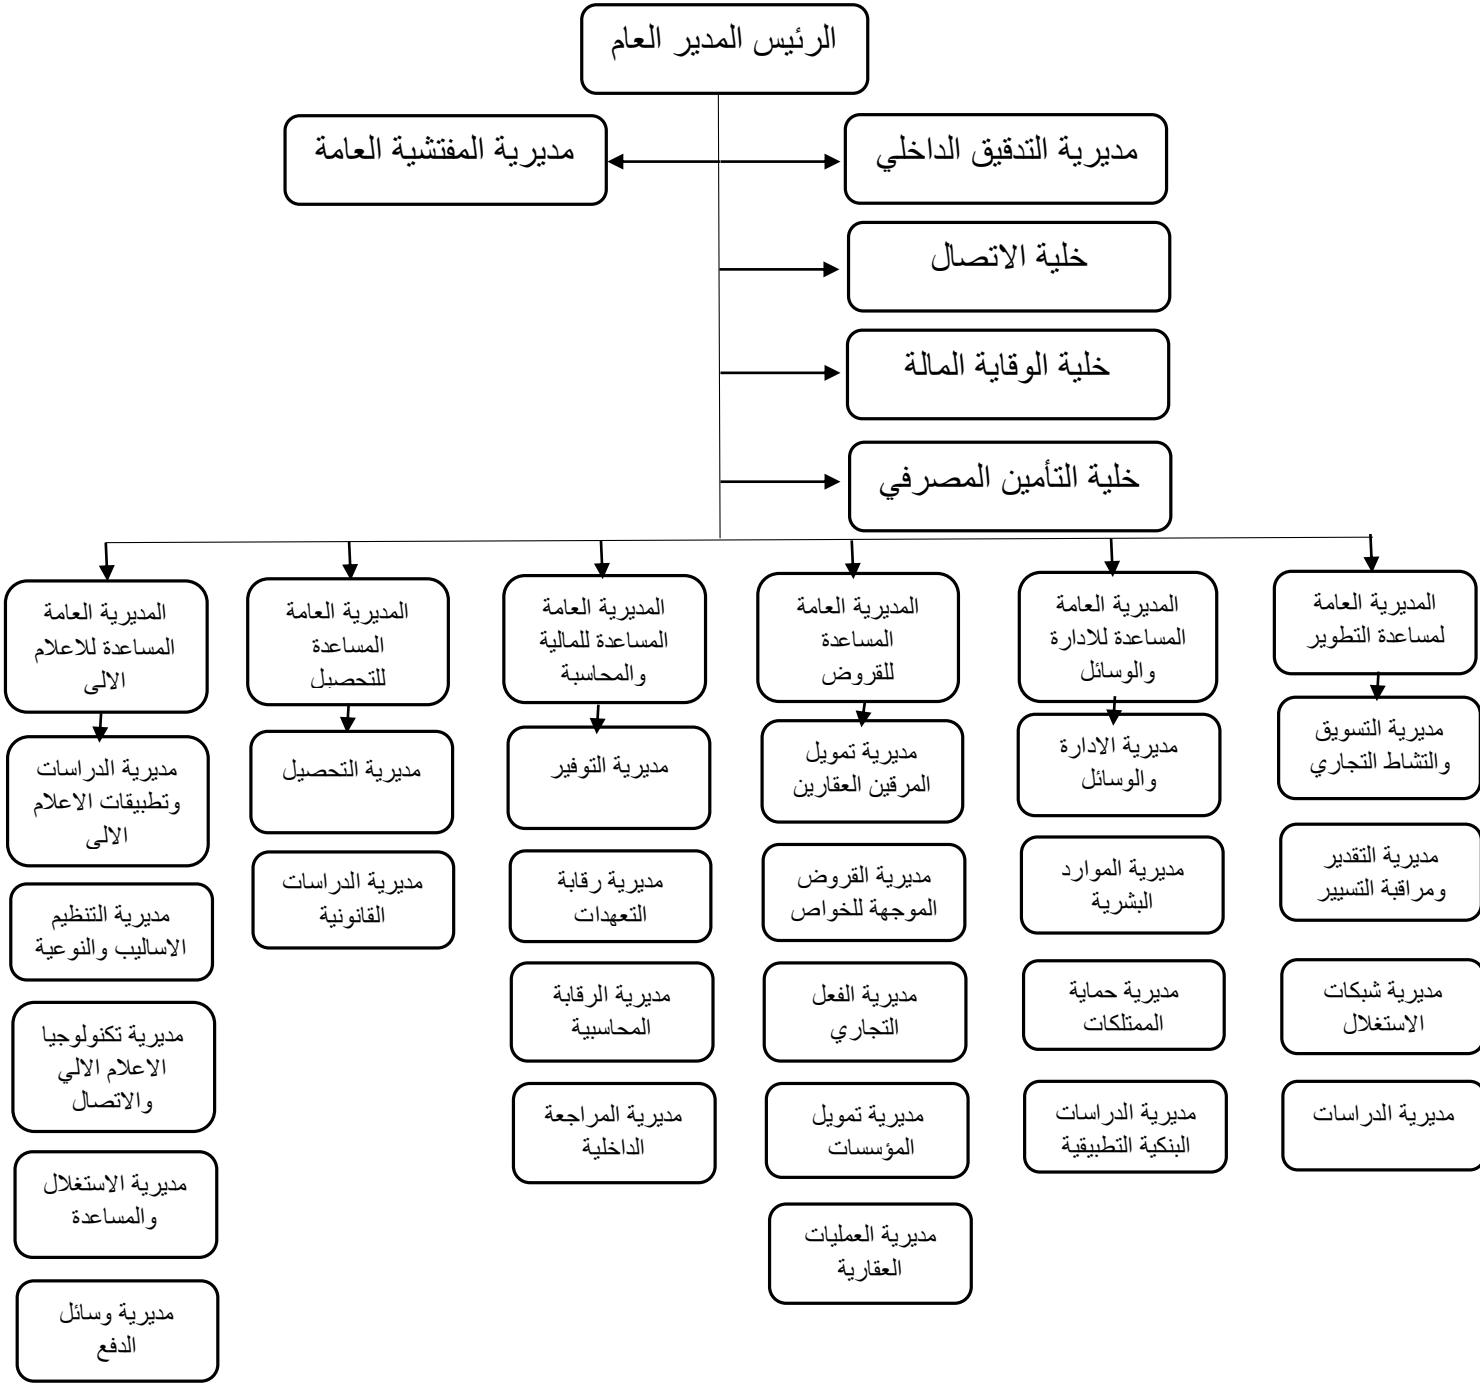 الرئيس المدير العام
مديرية التدقيق الداخلي
مديرية المفتشية العامة
خلية الاتصال
خلية الوقاية المالة
خلية التأمين المصرفي
المديرية العامة
لمساعدة التطوير
مديرية التسويق
والنشاط التجاري
مديرية التقدير
ومراقبة التسيير
مديرية شبكات
الاستغلال
مديرية الدراسات
المديرية العامة
المساعدة للادارة
والوسائل
مديرية الادارة
والوسائل
مديرية الموارد
البشرية
مديرية حماية
الممتلكات
مديرية الدراسات
البنكية التطبيقية
المديرية العامة
المساعدة
للقروض
مديرية تمويل
المرقين العقارين
مديرية القروض
الموجهة للخواص
مديرية الفعل
التجاري
مديرية تمويل
المؤسسات
مديرية العمليات
العقارية
المديرية العامة
المساعدة للمالية
والمحاسبة
مديرية التوفير
مديرية رقابة
التعهدات
مديرية الرقابة
المحاسبية
مديرية المراجعة
الداخلية
المديرية العامة
المساعدة
للتحصيل
مديرية التحصيل
مديرية الدراسات
القانونية
المديرية العامة
المساعدة للاعلام
الالى
مديرية الدراسات
وتطبيقات الاعلام
الالى
مديرية التنظيم
الاساليب والنوعية
مديرية تكنولوجيا
الاعلام الالي
والاتصال
مديرية الاستغلال
والمساعدة
مديرية وسائل
الدفع